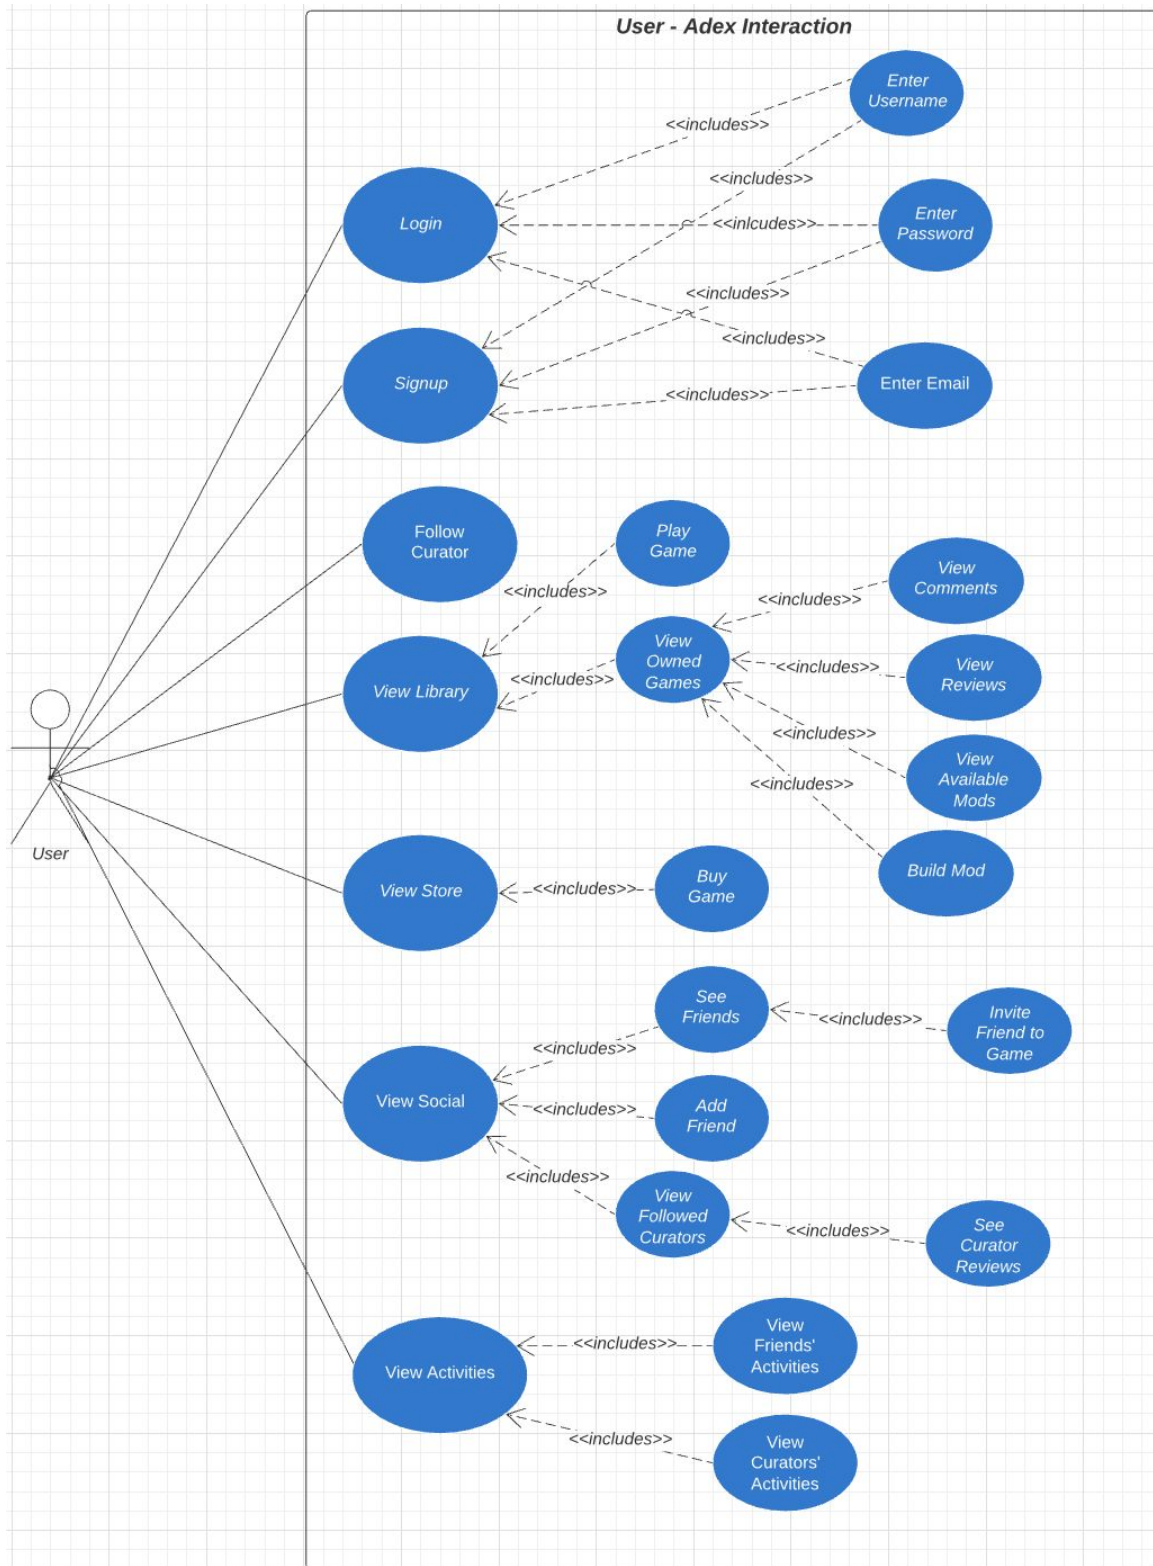 User - Adex Interaction
Enter
Username
<<includes>>
<<includes>>
Login
<<inlcudes>>
Enter
Password
<<includes>>
<<includes>>
Signup
<<includes>>
Enter Email
Follow
Curator
Play
Game
<<includes>>
View
Comments
<<includes>>
View Library
<<includes>>
View
Owned
Games
<<includes>>
View
Reviews
<<includes>>
View
Available
Mods
<<includes>>
Build Mod
User
View Store
<<includes>>
Buy
Game
See
Friends
<<includes>>
Invite
Friend to
Game
<<includes>>
View Social
<<includes>>
Add
Friend
<<includes>>
View
Followed
Curators
<<includes>>
See
Curator
Reviews
View Activities
<<includes>>
View
Friends'
Activities
<<includes>>
View
Curators'
Activities